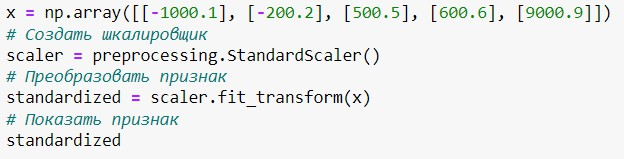 x = np.array([[-1000.1], [-200.2], [500.5], [600.6], [9000.9]])
# Создать шкалировщик
scaler = preprocessing.StandardScaler()
# Преобразовать признак
standardized = scaler.fit_transform(x)
# Показать признак
standardized